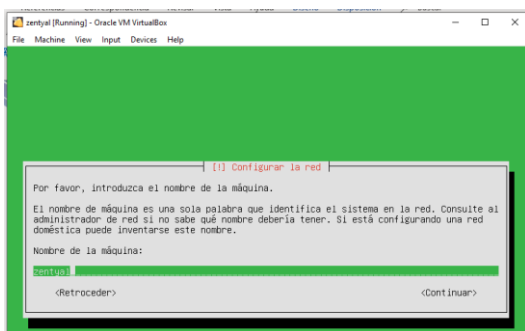 zentyal [Running] - Oracle VM VirtualBox
File Machine View Input Devices Help
[!] Configurar la red
Por favor, introduzca el nombre de la máquina.
El nombre de máquina es una sola palabra que identifica el sistema en la red. Consulte al
administrador de red si no sabe qué nombre debería tener. Si está configurando una red
doméstica puede inventarse este nombre.
Nombre de la máquina:
zentyal
<Retroceder> <Continuar>